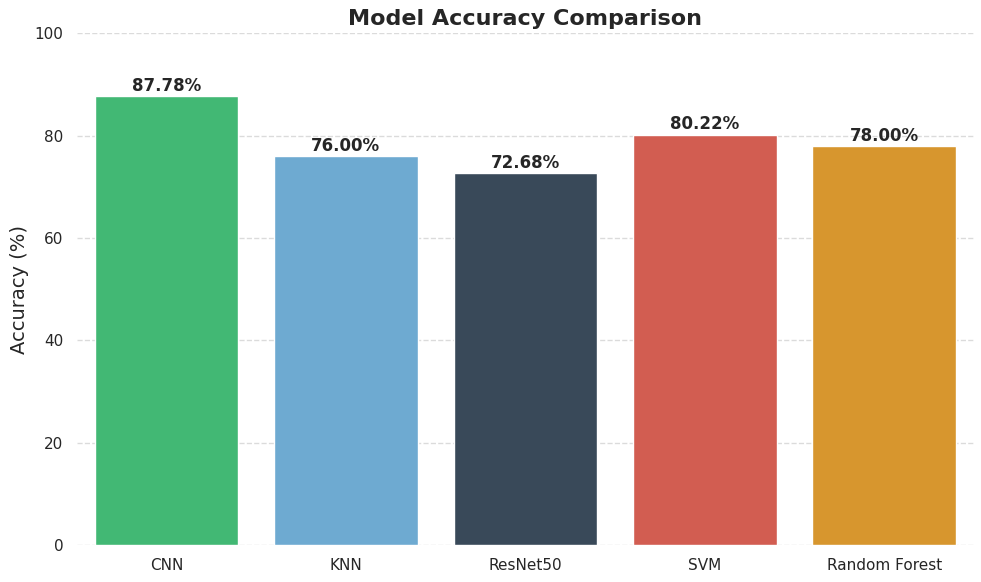 Model Accuracy Comparison
Accuracy (%)
100
80
60
40
20
0
87.78%
76.00%
72.68%
80.22%
78.00%
CNN
KNN
ResNet50
SVM
Random Forest